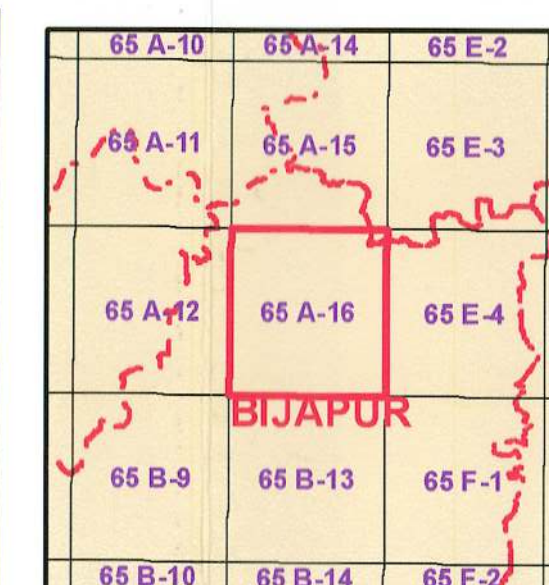 65 A-10 65 A-14 65 E-2
65 A-11 65 A-15 65 E-3
65 A-12 65 A-16 65 E-4
BIJAPUR
65 B-9 65 B-13 65 F-1
65 B-10 65 B-14 65 F-2